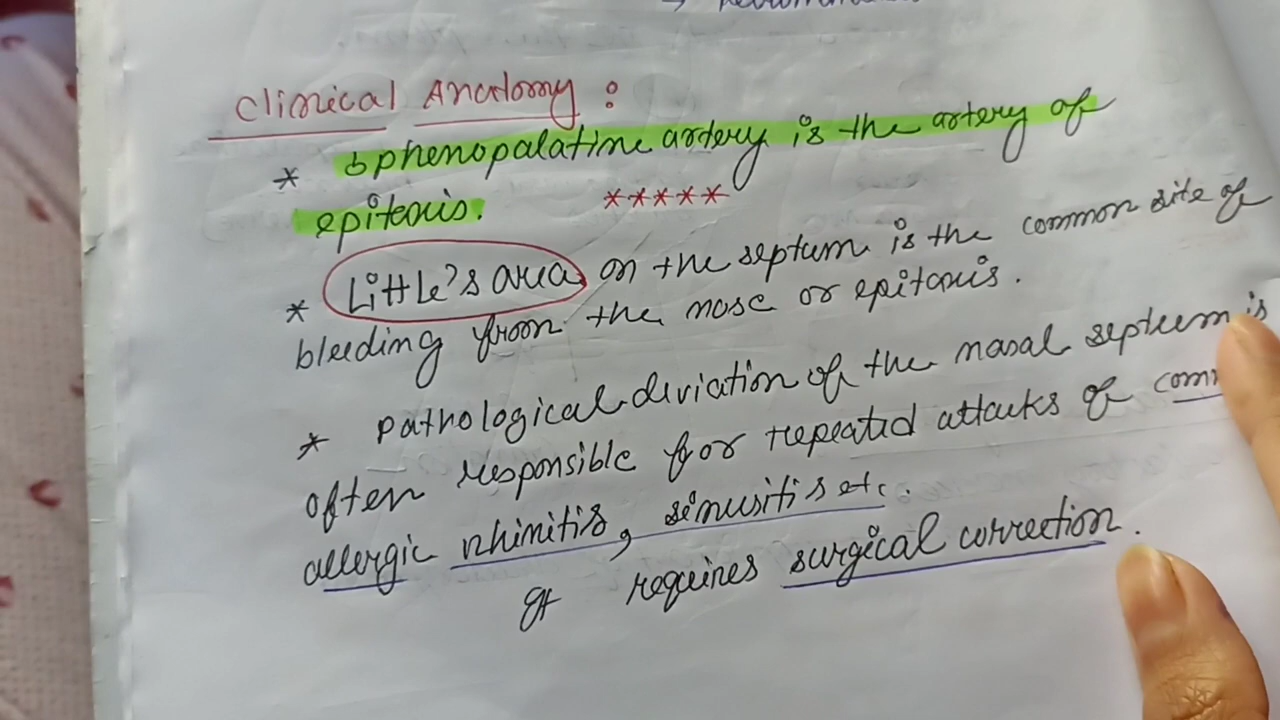 Clinical Anatomy :
* sphenopalatine artery is the artery of
epitaxis. *****
* Little's area on the septum is the common site of
bleeding from the nose or epitaxis.
* pathological deviation of the nasal septum is
often responsible for repeated attacks of
allergic rhinitis, sinusitis etc.
It requires surgical correction.